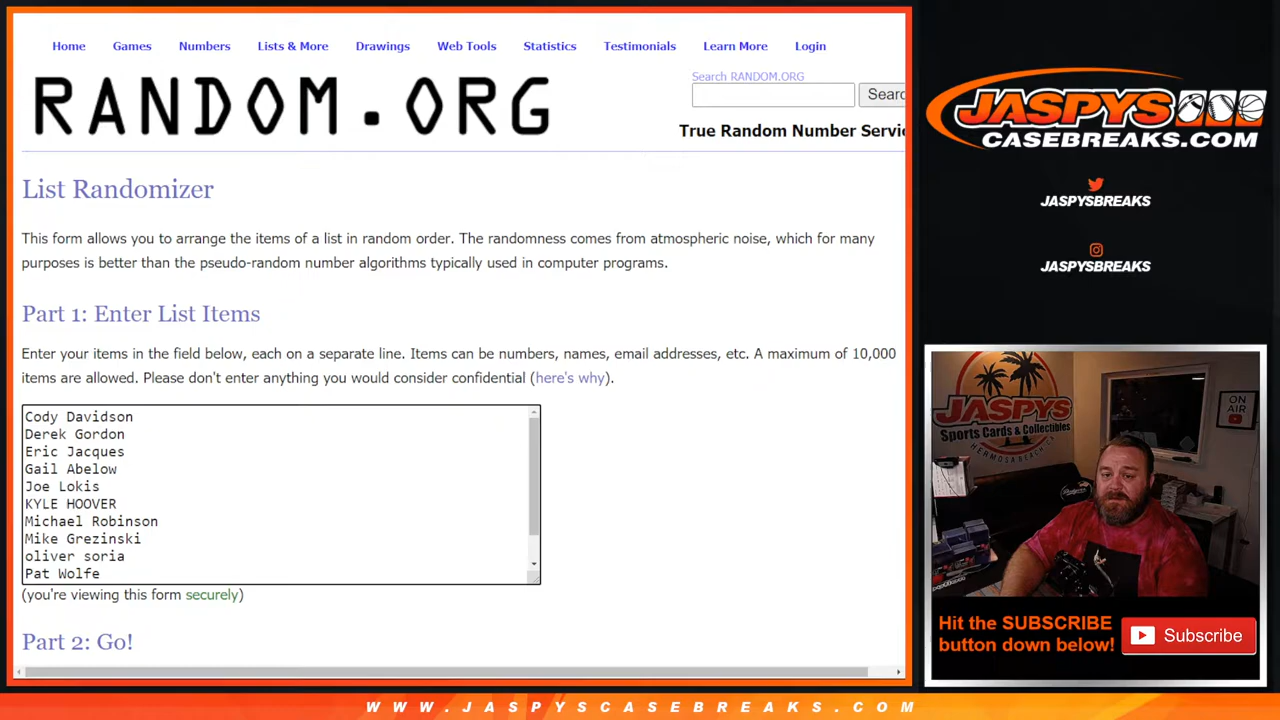 Home Games Numbers Lists & More Drawings Web Tools Statistics Testimonials Learn More Login
RANDOM.ORG
Search RANDOM.ORG
Searc
True Random Number Servic
List Randomizer
This form allows you to arrange the items of a list in random order. The randomness comes from atmospheric noise, which for many
purposes is better than the pseudo-random number algorithms typically used in computer programs.
Part 1: Enter List Items
Enter your items in the field below, each on a separate line. Items can be numbers, names, email addresses, etc. A maximum of 10,000
items are allowed. Please don't enter anything you would consider confidential (here's why).
Cody Davidson
Derek Gordon
Eric Jacques
Gail Abelow
Joe Lokis
KYLE HOOVER
Michael Robinson
Mike Grezinski
oliver soria
Pat Wolfe
(you're viewing this form securely)
Part 2: Go!
JASPYS
CASEBREAKS.COM
JASPYSBREAKS
JASPYSBREAKS
JASPYS
Sports Cards & Collectibles
HERMOSA BEACH, CA
ON
AIR
Dodgers
Hit the SUBSCRIBE
button down below!
Subscribe
WWW.JASPYSCASEBREAKS.COM